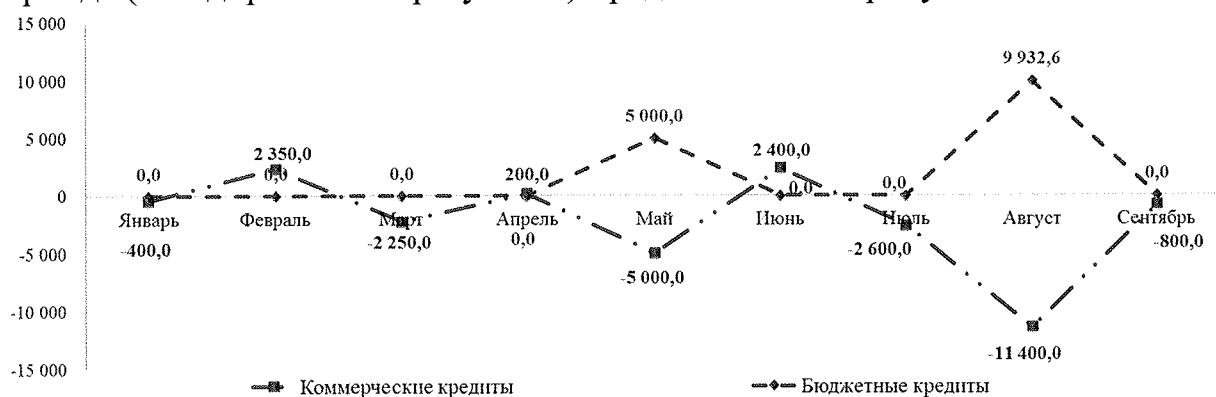 15 000
9 932,6
10 000
5 000,0
5 000
2 350,0
2 400,0
0,0
0,0
0,0
200,0
0,0
0,0
0,0
0
Январь
Февраль
Март
Апрель
Май
Июнь
Июль
Август
Сентябрь
-400,0
-2 250,0
0,0
-2 600,0
-800,0
-5 000
-5 000,0
-10 000
-11 400,0
-15 000
Коммерческие кредиты
Бюджетные кредиты